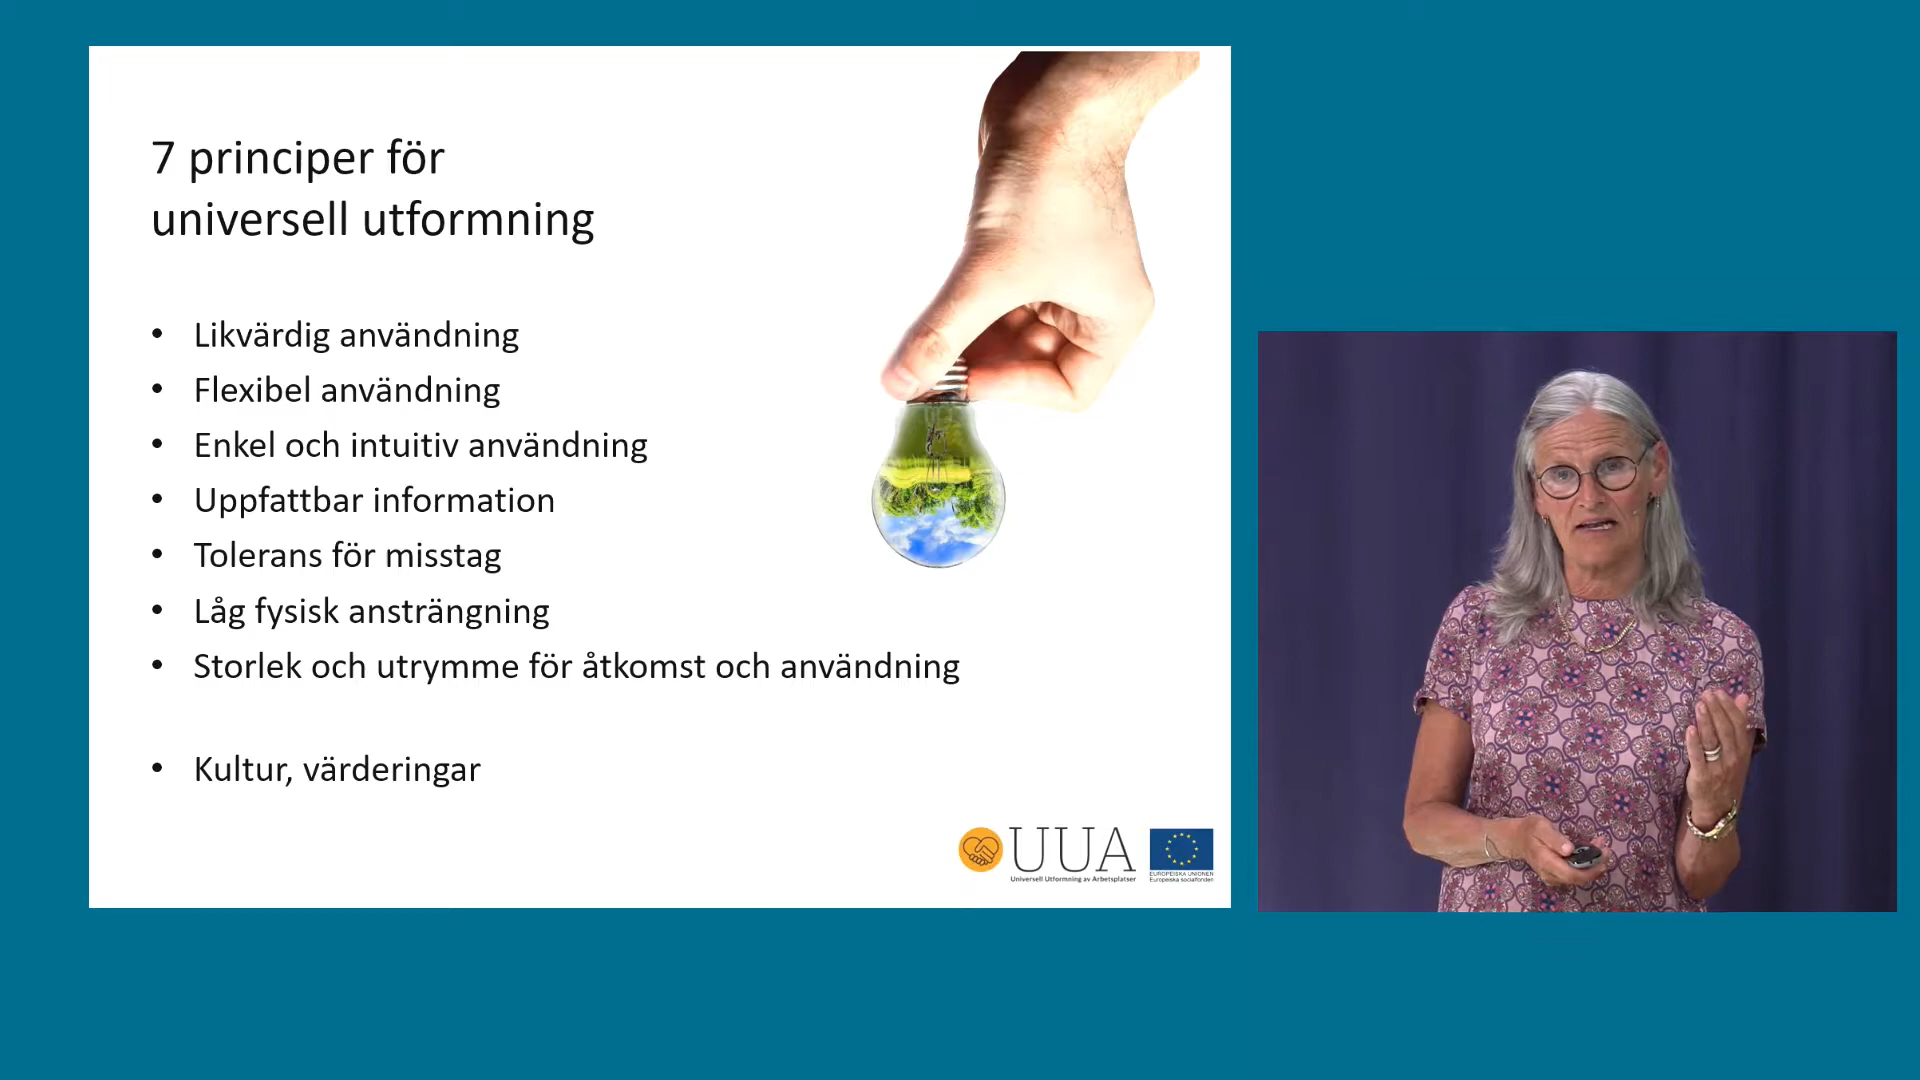 7 principer för
universell utformning
• Likvärdig användning
• Flexibel användning
• Enkel och intuitiv användning
• Uppfattbar information
• Tolerans för misstag
• Låg fysisk ansträngning
• Storlek och utrymme för åtkomst och användning
• Kultur, värderingar
UUA
Universell Utformning av Arbetsplatser
EUROPEISKA UNIONEN
Europeiska socialfonden